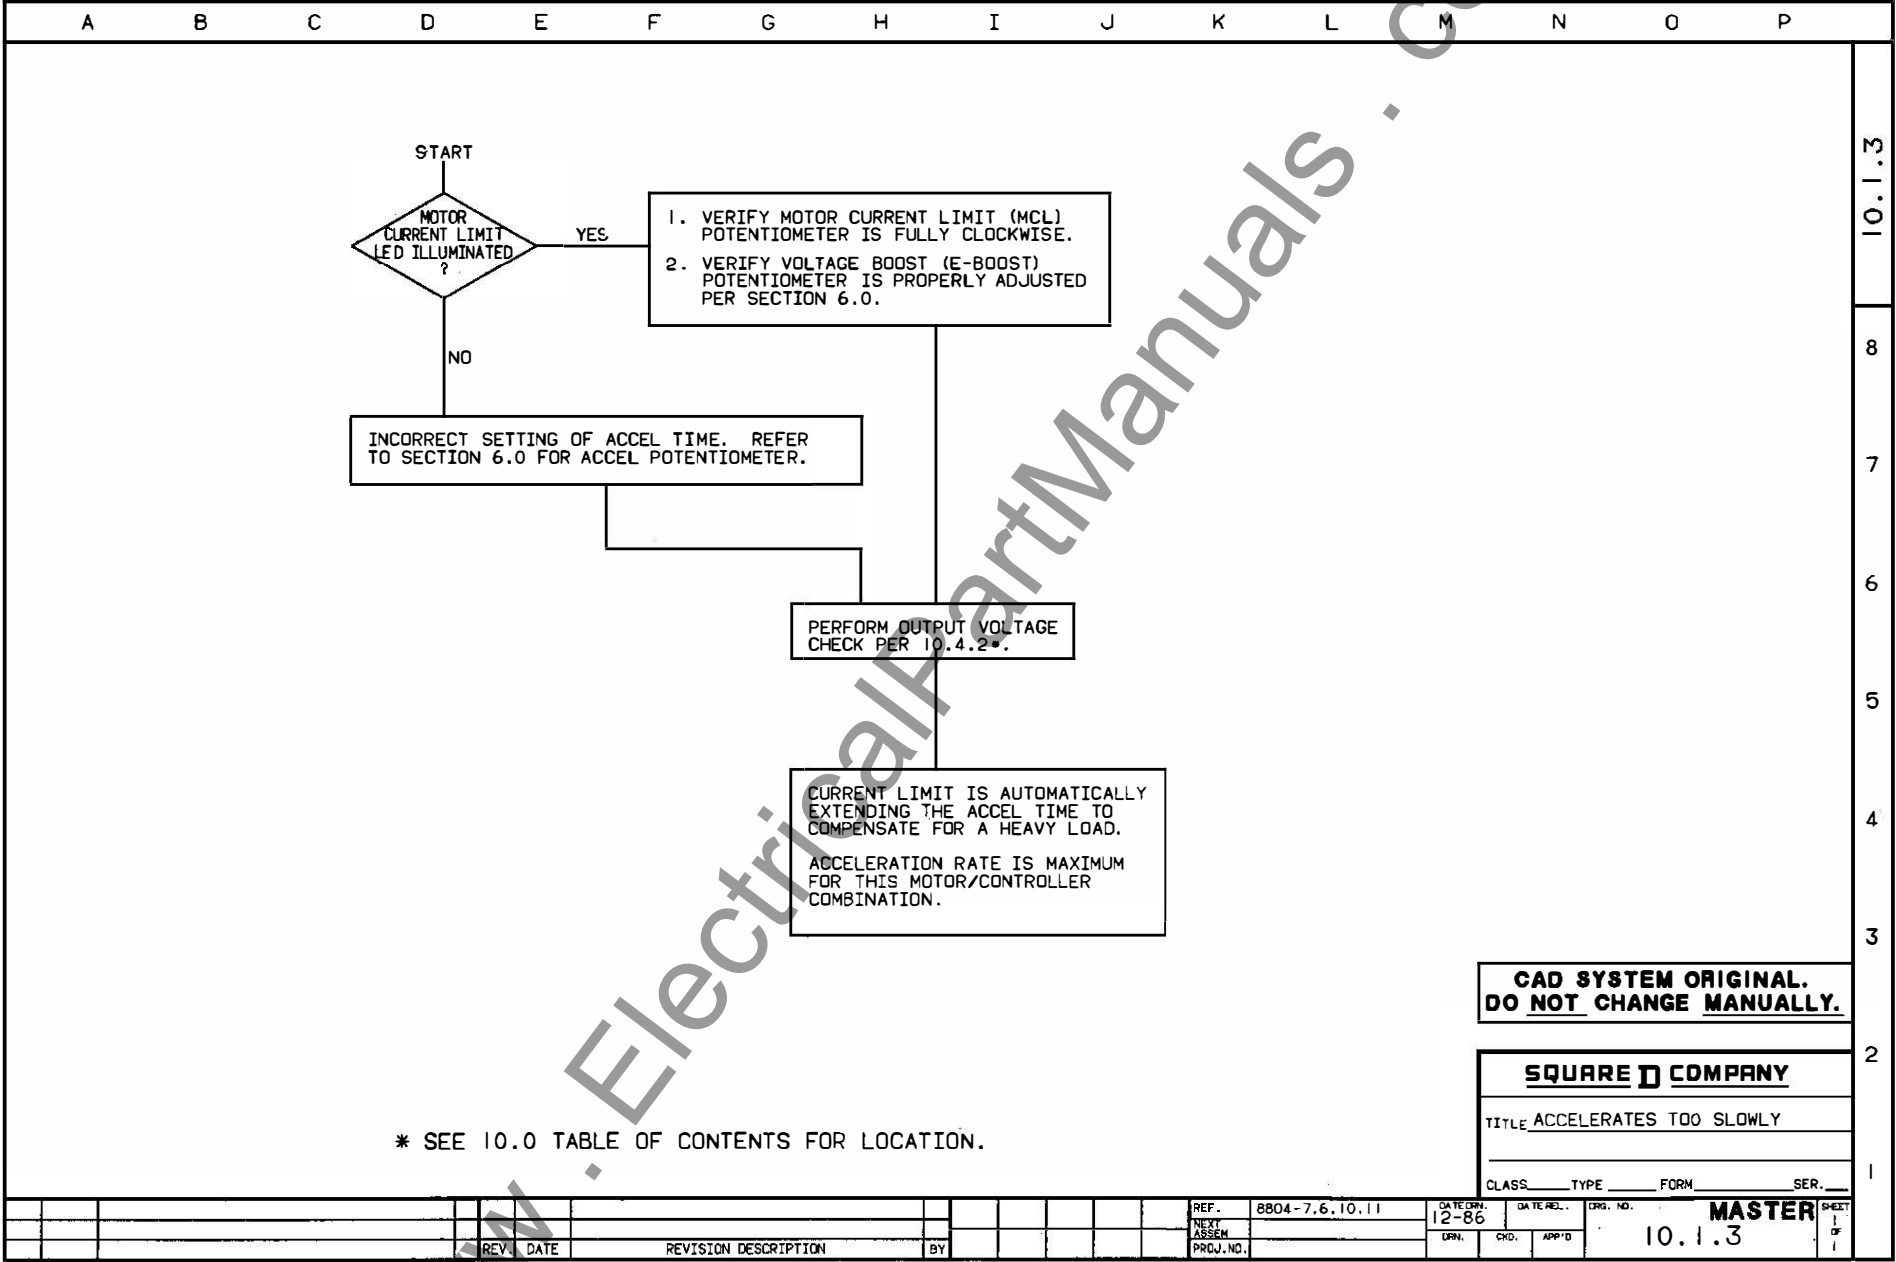 A B C D E F G H I J K L M N O P
10.1.3
8
7
6
5
4
3
2
1
START
MOTOR
CURRENT LIMIT
LED ILLUMINATED
?
YES
NO
1. VERIFY MOTOR CURRENT LIMIT (MCL)
POTENTIOMETER IS FULLY CLOCKWISE.
2. VERIFY VOLTAGE BOOST (E-BOOST)
POTENTIOMETER IS PROPERLY ADJUSTED
PER SECTION 6.0.
INCORRECT SETTING OF ACCEL TIME. REFER
TO SECTION 6.0 FOR ACCEL POTENTIOMETER.
PERFORM OUTPUT VOLTAGE
CHECK PER 10.4.2*.
CURRENT LIMIT IS AUTOMATICALLY
EXTENDING THE ACCEL TIME TO
COMPENSATE FOR A HEAVY LOAD.
ACCELERATION RATE IS MAXIMUM
FOR THIS MOTOR/CONTROLLER
COMBINATION.
* SEE 10.0 TABLE OF CONTENTS FOR LOCATION.
CAD SYSTEM ORIGINAL.
DO NOT CHANGE MANUALLY.
SQUARE D COMPANY
TITLE ACCELERATES TOO SLOWLY
CLASS TYPE FORM SER.
REV. DATE REVISION DESCRIPTION BY
REF. 8804-7,6,10,11
NEXT
ASSEM
PROJ.NO.
DATE DRN. 12-86
DATE REL.
DRN. CKD. APP'D
DRG. NO. MASTER
10.1.3
SHEET
1
OF
1
w . ElectricalPartManuals . co